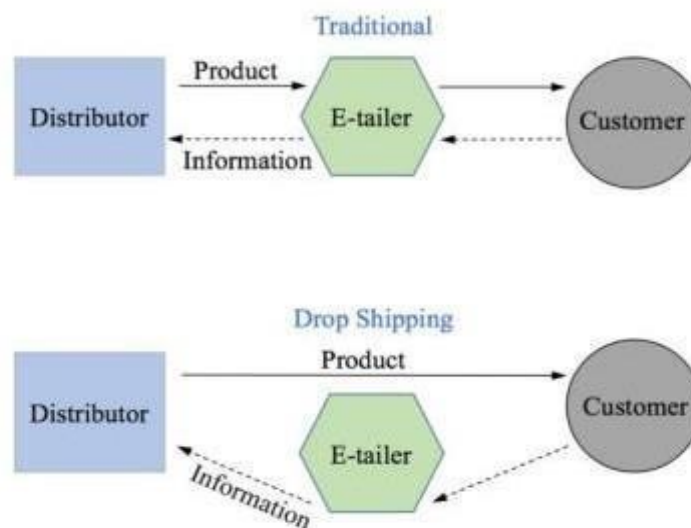 Traditional
Product
Distributor
E-tailer
Customer
Information
Drop Shipping
Product
Distributor
E-tailer
Customer
Information